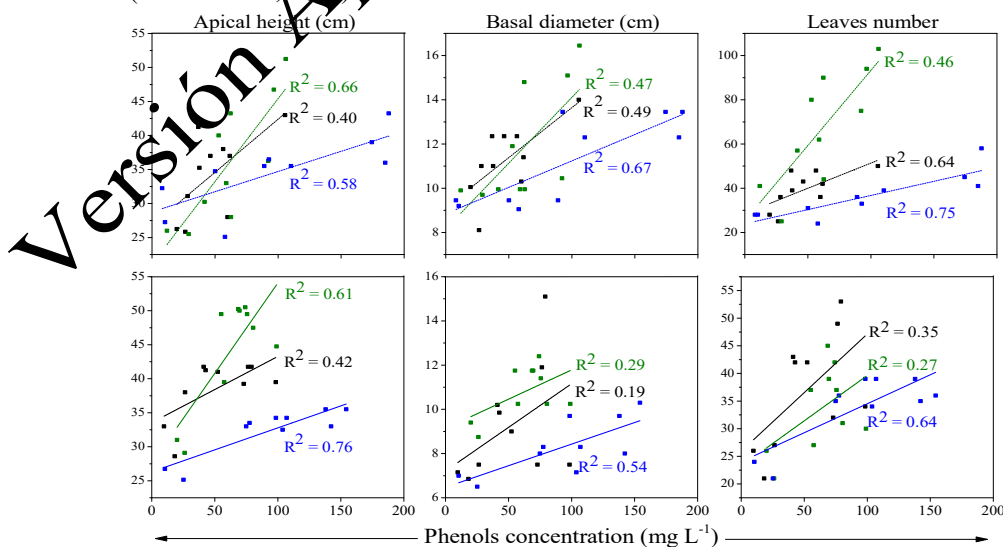 Apical height (cm)
Basal diameter (cm)
Leaves number
55
50
45
40
35
30
25
R² = 0.66
R² = 0.40
R² = 0.58
16
14
12
10
8
R² = 0.47
R² = 0.49
R² = 0.67
100
80
60
40
20
R² = 0.46
R² = 0.64
R² = 0.75
Versión
55
50
45
40
35
30
25
R² = 0.61
R² = 0.42
R² = 0.76
0 50 100 150 200
16
14
12
10
8
6
R² = 0.29
R² = 0.19
R² = 0.54
0 50 100 150 200
55
50
45
40
35
30
25
20
R² = 0.35
R² = 0.27
R² = 0.64
0 50 100 150 200
Phenols concentration (mg L⁻¹)